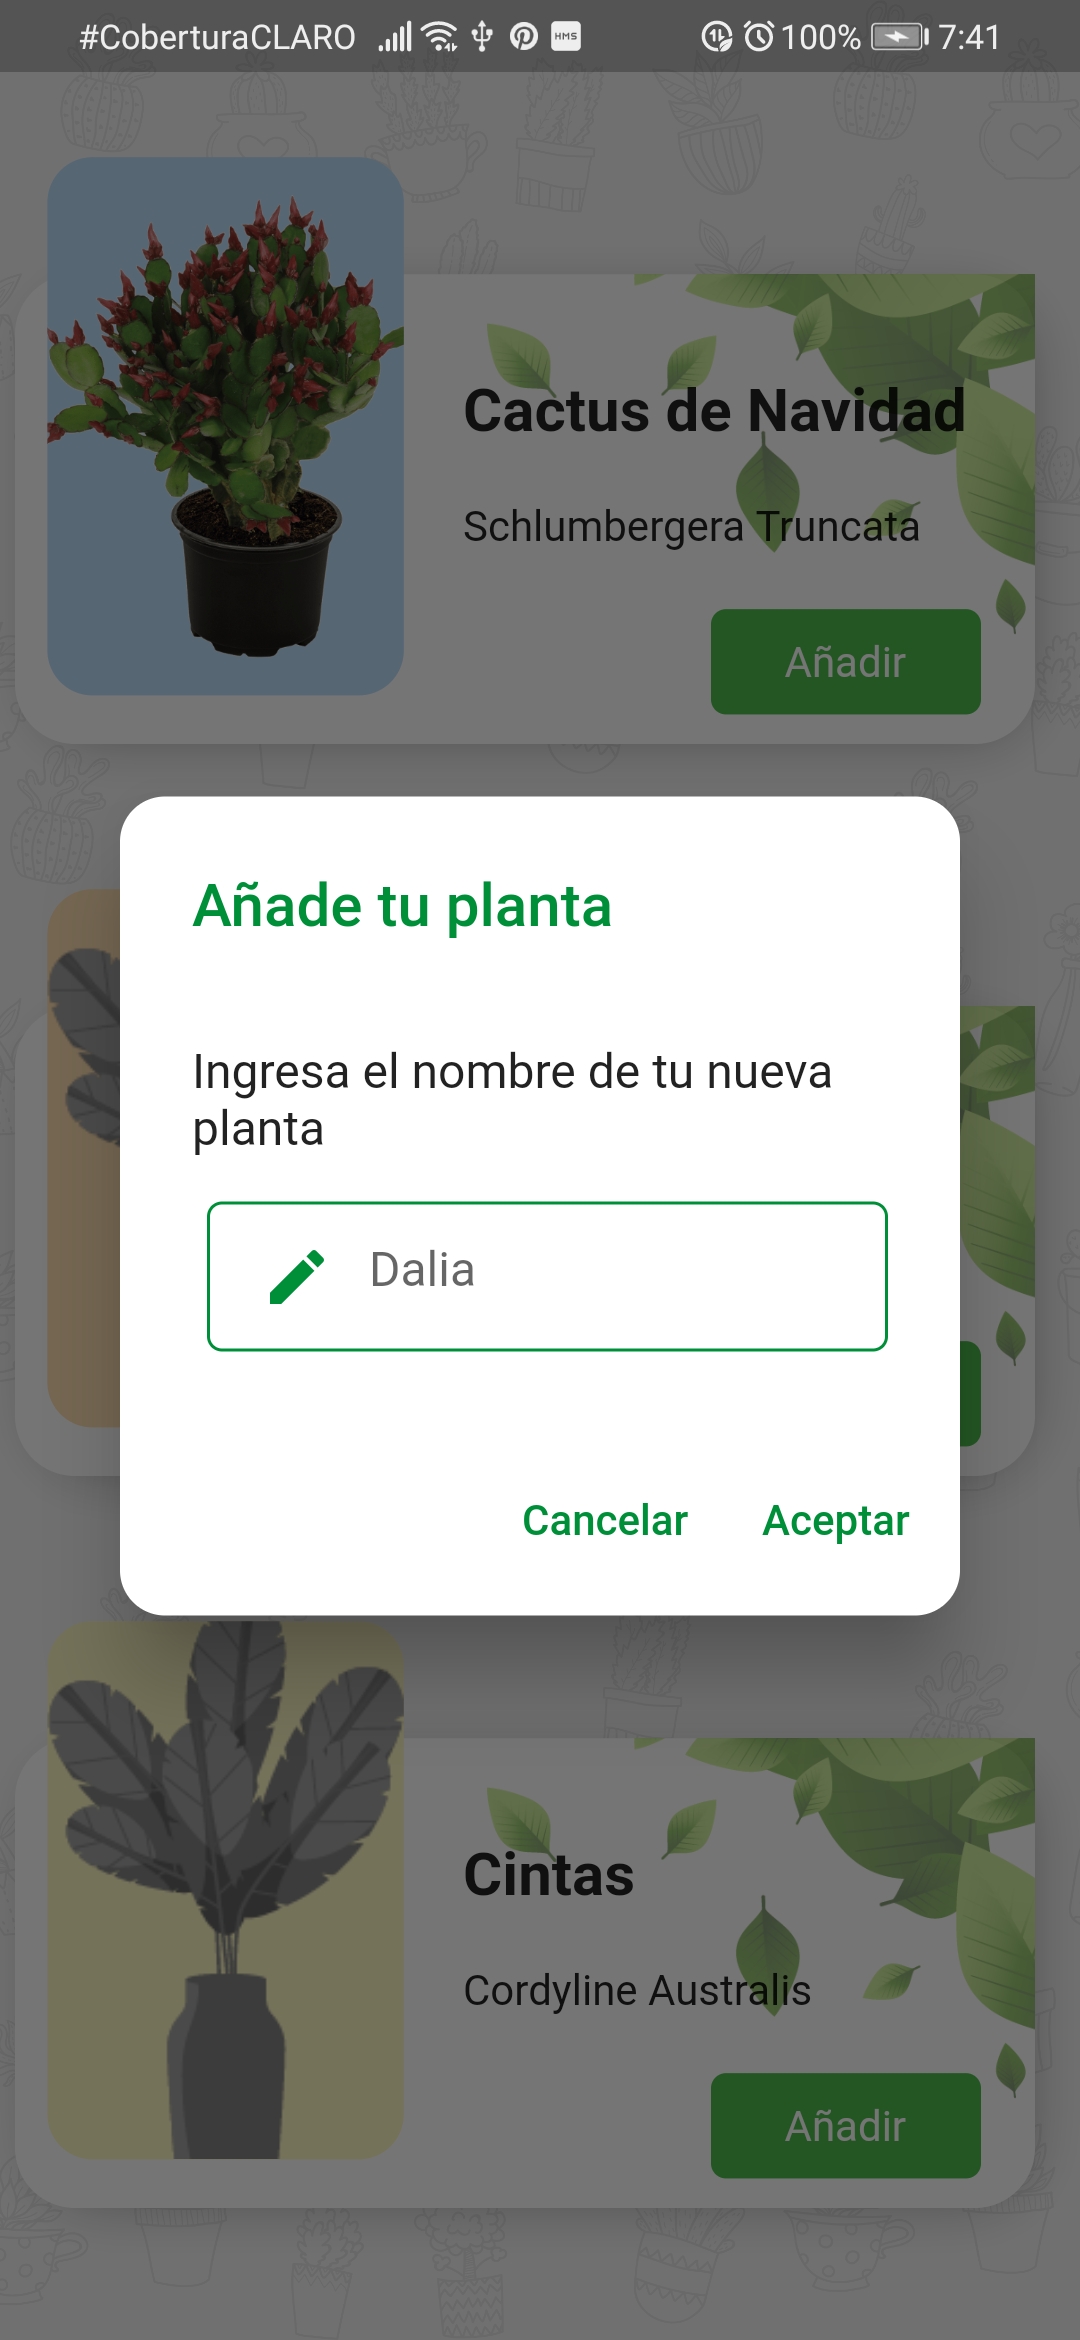 #CoberturaCLARO HMS 100% 7:41
Cactus de Navidad
Schlumbergera Truncata
Añadir
Añade tu planta
Ingresa el nombre de tu nueva
planta
Dalia
Cancelar Aceptar
Cintas
Cordyline Australis
Añadir